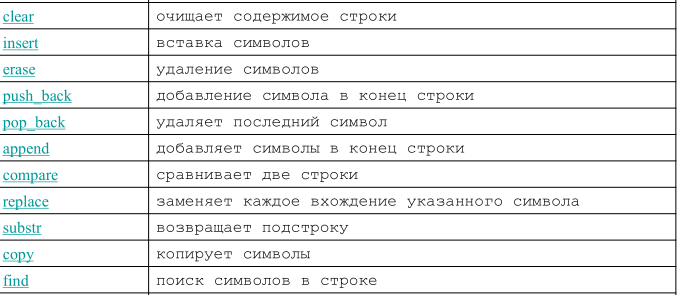 clear очищает содержимое строки
insert вставка символов
erase удаление символов
push_back добавление символа в конец строки
pop_back удаляет последний символ
append добавляет символы в конец строки
compare сравнивает две строки
replace заменяет каждое вхождение указанного символа
substr возвращает подстроку
copy копирует символы
find поиск символов в строке